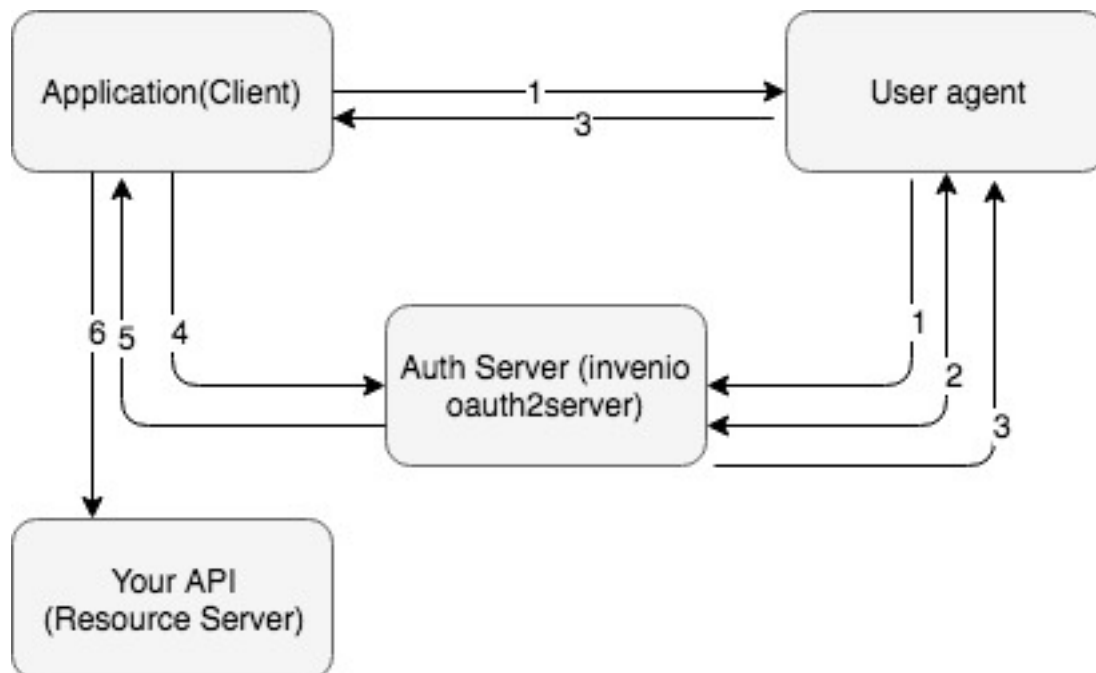 Application(Client)
1
3
User agent
6
5
4
Auth Server (invenio
oauth2server)
1
2
3
Your API
(Resource Server)